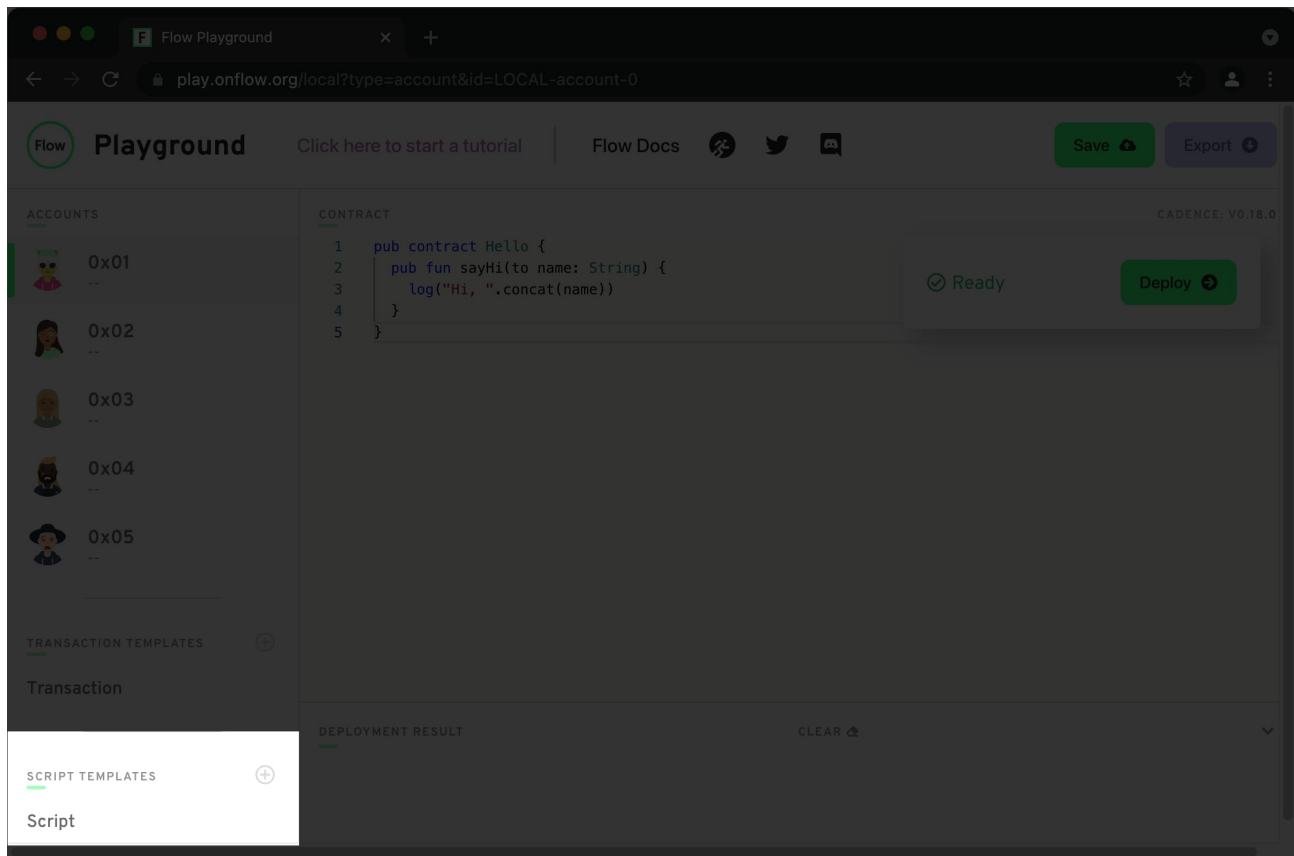 F Flow Playground
play.onflow.org/local?type=account&id=LOCAL-account-0
Flow Playground Click here to start a tutorial Flow Docs Save Export
ACCOUNTS
0x01
--
0x02
--
0x03
--
0x04
--
0x05
--
TRANSACTION TEMPLATES
Transaction
SCRIPT TEMPLATES
Script
CONTRACT CADENCE: V0.18.0
1 pub contract Hello {
2 pub fun sayHi(to name: String) {
3 log("Hi, ".concat(name))
4 }
5 }
Ready Deploy
DEPLOYMENT RESULT CLEAR